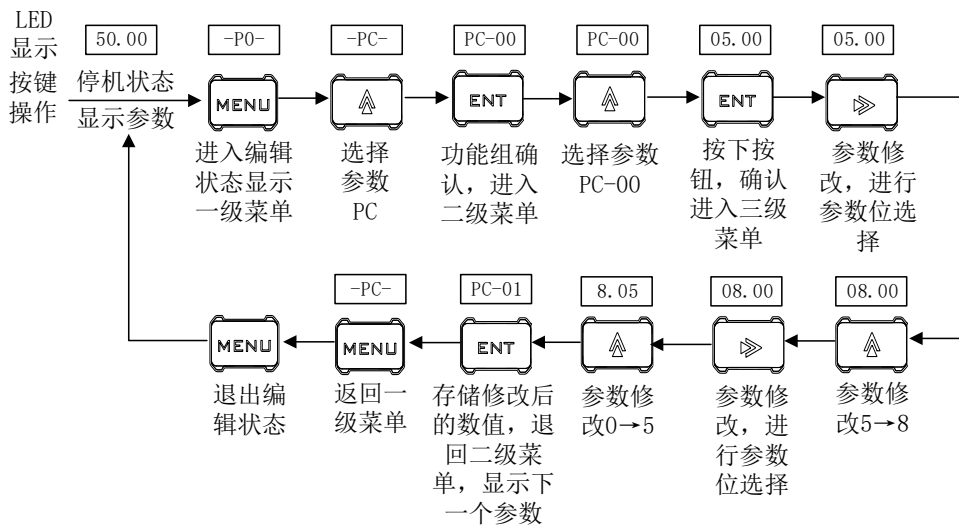 LED
显示
50.00
-P0-
-PC-
PC-00
PC-00
05.00
05.00
按键
操作
停机状态
显示参数
MENU
ENT
ENT
进入编辑
状态显示
一级菜单
选择
参数
PC
功能组确
认，进入
二级菜单
选择参数
PC-00
按下按
钮，确认
进入三级
菜单
参数修
改，进行
参数位选
择
-PC-
PC-01
8.05
08.00
08.00
MENU
MENU
ENT
退出编
辑状态
返回一
级菜单
存储修改后
的数值，退
回二级菜
单，显示下
一个参数
参数修
改0→5
参数修
改，进
行参数
位选择
参数修
改5→8